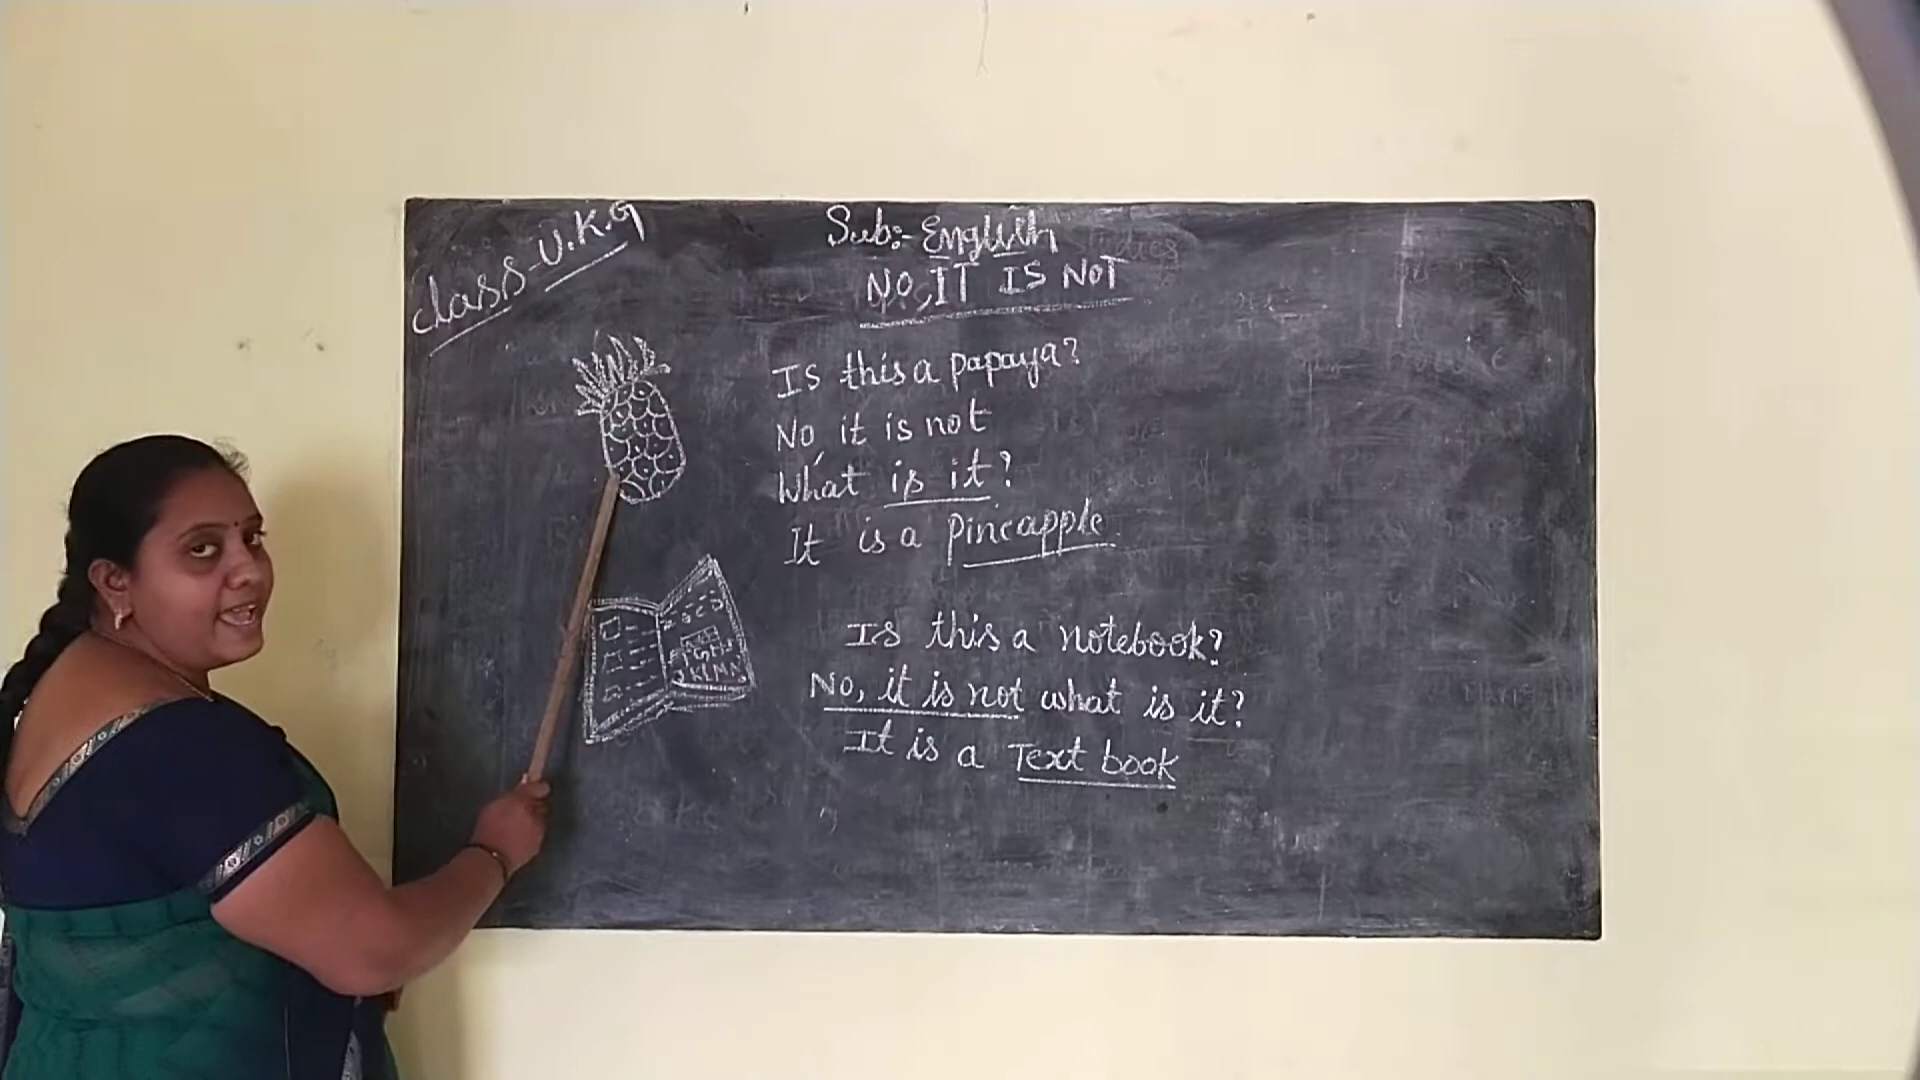 Class-U.K.G
Sub:- English
NO, IT IS NOT
Is this a papaya?
No, it is not
What is it?
It is a pineapple
Is this a notebook?
No, it is not what is it?
It is a Text book